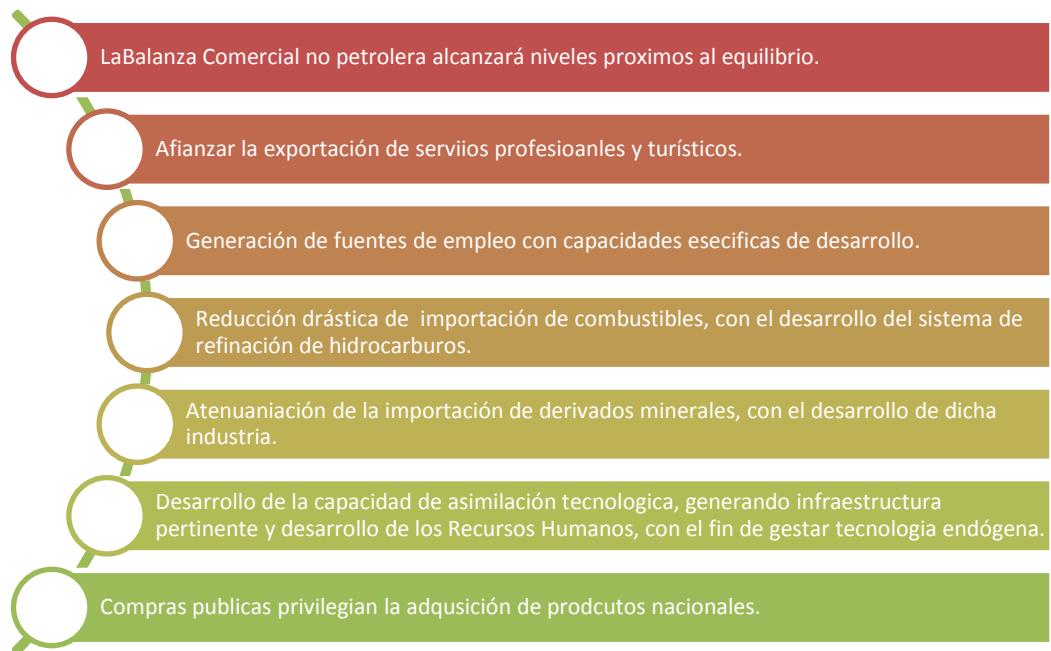 LaBalanza Comercial no petrolera alcanzará niveles proximos al equilibrio.
Afianzar la exportación de serviios profesioanles y turísticos.
Generación de fuentes de empleo con capacidades esecificas de desarrollo.
Reducción drástica de  importación de combustibles, con el desarrollo del sistema de
refinación de hidrocarburos.
Atenuaniación de la importación de derivados minerales, con el desarrollo de dicha
industria.
Desarrollo de la capacidad de asimilación tecnologica, generando infraestructura
pertinente y desarrollo de los Recursos Humanos, con el fin de gestar tecnologia endógena.
Compras publicas privilegian la adqusición de prodcutos nacionales.